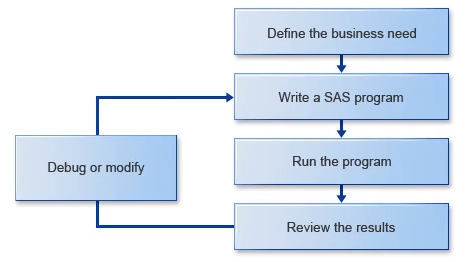 Define the business need
Write a SAS program
Run the program
Debug or modify
Review the results